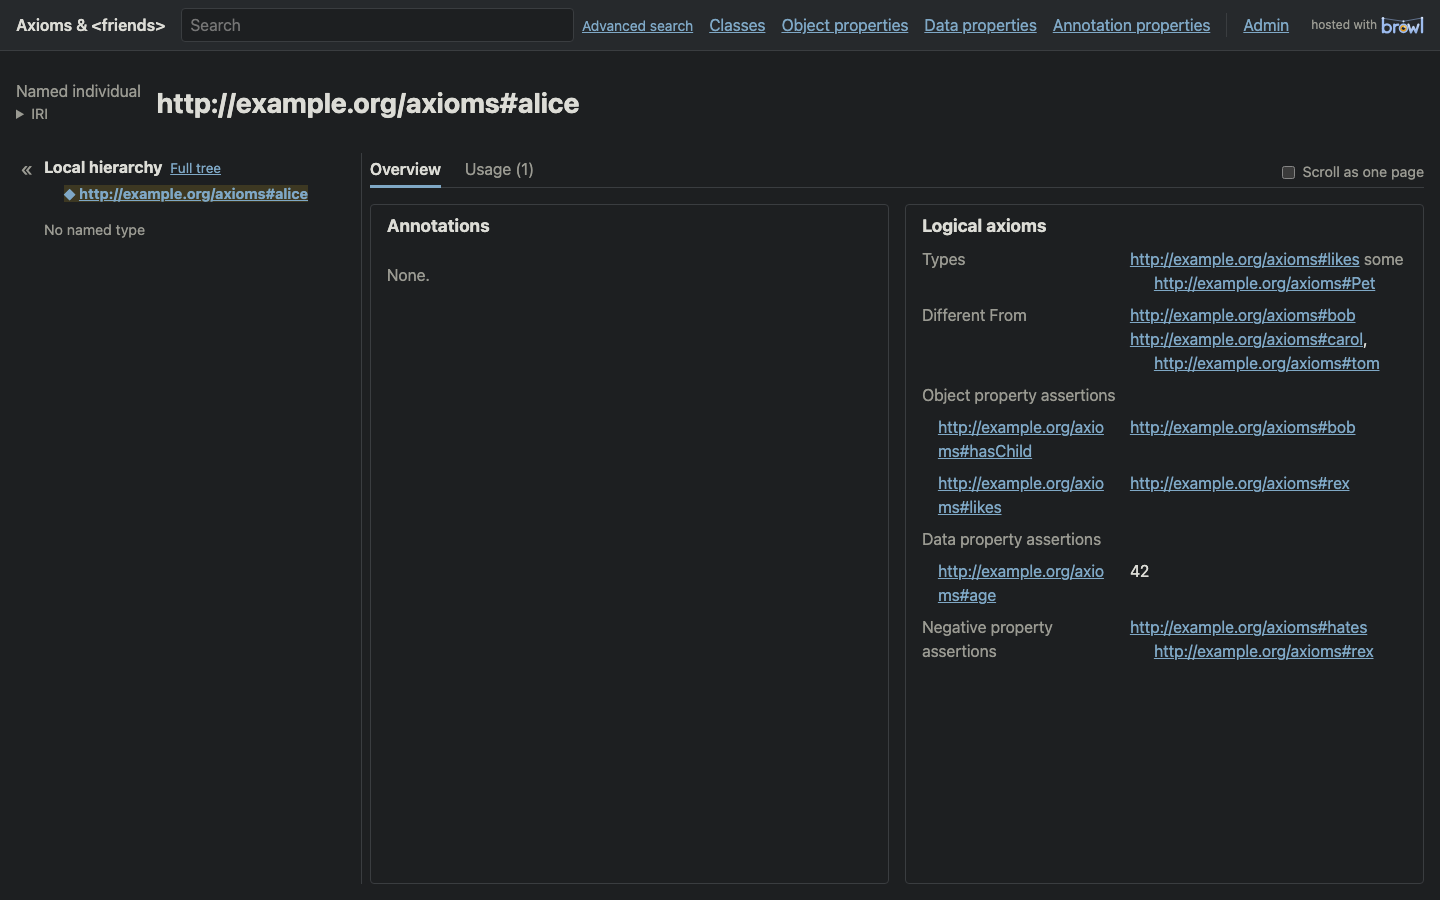 Axioms & <friends>
Search
Advanced search
Classes
Object properties
Data properties
Annotation properties
Admin
hosted with browl
Named individual
IRI
http://example.org/axioms#alice
« Local hierarchy Full tree
http://example.org/axioms#alice
No named type
Overview
Usage (1)
Scroll as one page
Annotations
None.
Logical axioms
Types
http://example.org/axioms#likes some
http://example.org/axioms#Pet
Different From
http://example.org/axioms#bob
http://example.org/axioms#carol,
http://example.org/axioms#tom
Object property assertions
http://example.org/axio
ms#hasChild
http://example.org/axioms#bob
http://example.org/axio
ms#likes
http://example.org/axioms#rex
Data property assertions
http://example.org/axio
ms#age
42
Negative property
assertions
http://example.org/axioms#hates
http://example.org/axioms#rex